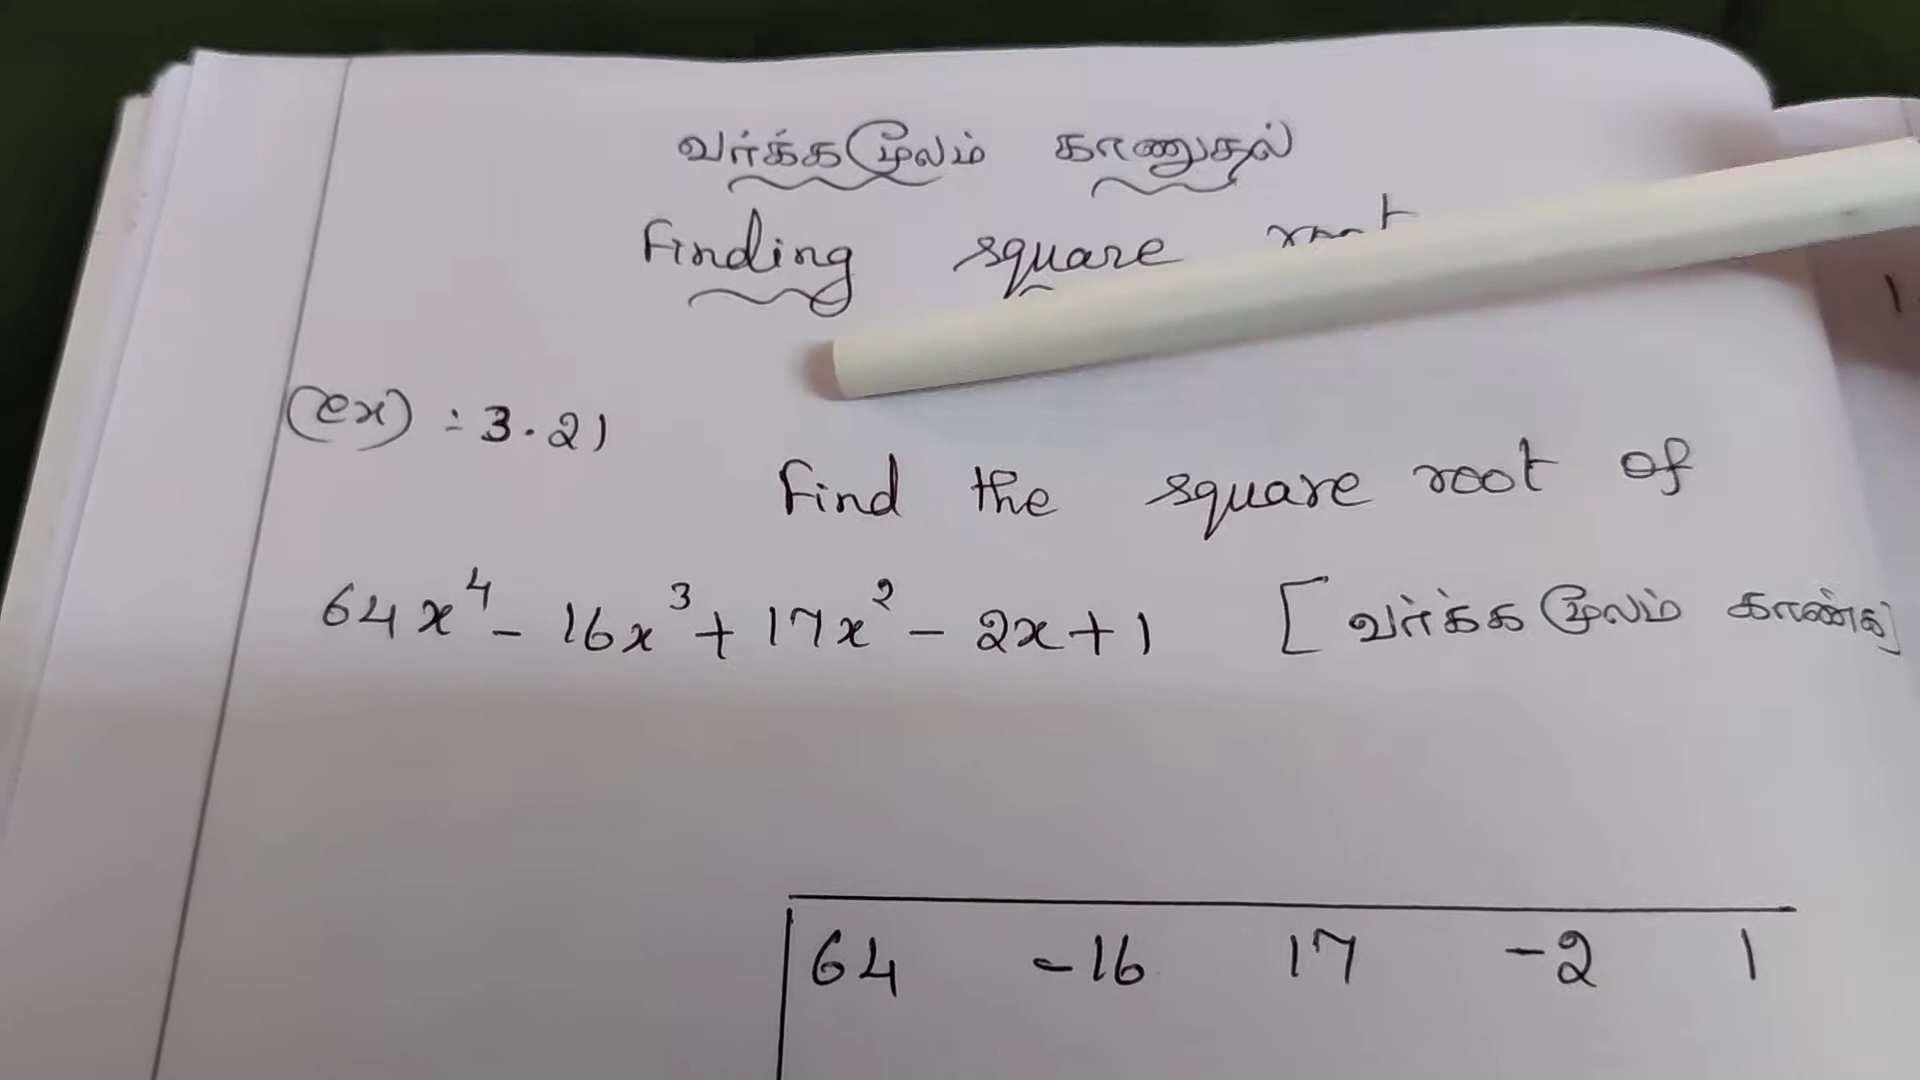 வர்க்கமூலம் காணுதல்
Finding square root
(ex) : 3.21
Find the square root of
64x⁴ - 16x³ + 17x² - 2x + 1 [வர்க்க மூலம் காண்க]
64 -16 17 -2 1